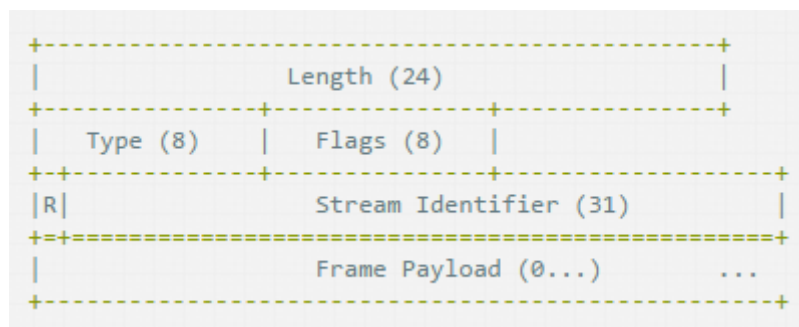 +-----------------------------------------------+
|                 Length (24)                   |
+---------------+---------------+---------------+
|   Type (8)    |   Flags (8)   |
+-+-------------+---------------+-------------------+
|R|                 Stream Identifier (31)          |
+=+=================================================+
|                   Frame Payload (0...)        ...
+---------------------------------------------------+